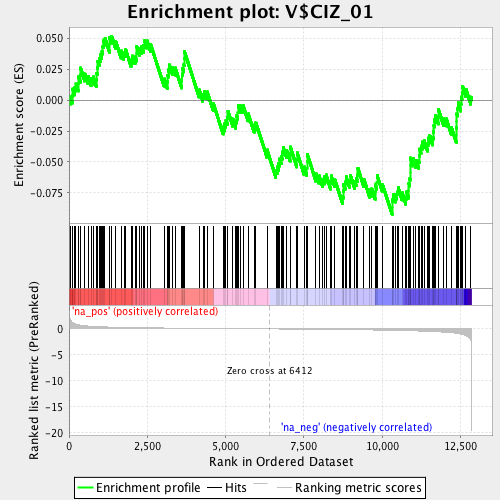 Enrichment plot: V$CIZ_01
Enrichment score (ES)
0.050
0.025
0.000
-0.025
-0.050
-0.075
'na_pos' (positively correlated)
Ranked list metric (PreRanked)
0
-5
-10
-15
-20
Zero cross at 6412
'na_neg' (negatively correlated)
0
2,500
5,000
7,500
10,000
12,500
Rank in Ordered Dataset
Enrichment profile
Hits
Ranking metric scores